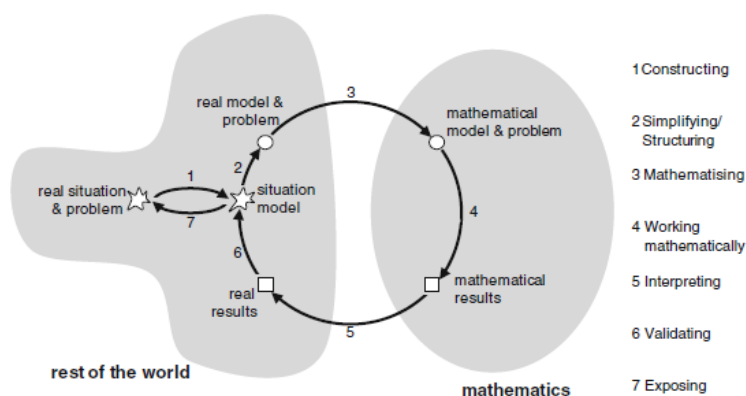 real model &
problem
3
mathematical
model & problem
1
2
real situation
& problem
situation
model
7
6
4
real
results
mathematical
results
5
rest of the world
mathematics
1 Constructing
2 Simplifying/
Structuring
3 Mathematising
4 Working
mathematically
5 Interpreting
6 Validating
7 Exposing